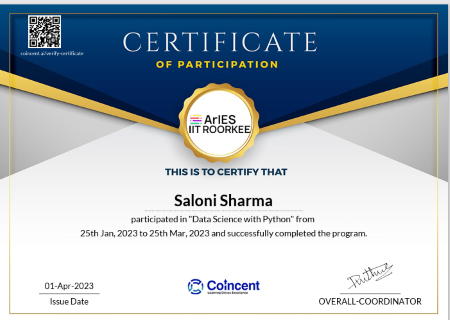 coincent.ai/verify-certificate
CERTIFICATE
OF PARTICIPATION
ArIES
IIT ROORKEE
THIS IS TO CERTIFY THAT
Saloni Sharma
participated in "Data Science with Python" from
25th Jan, 2023 to 25th Mar, 2023 and successfully completed the program.
01-Apr-2023
Issue Date
Coincent
OVERALL-COORDINATOR